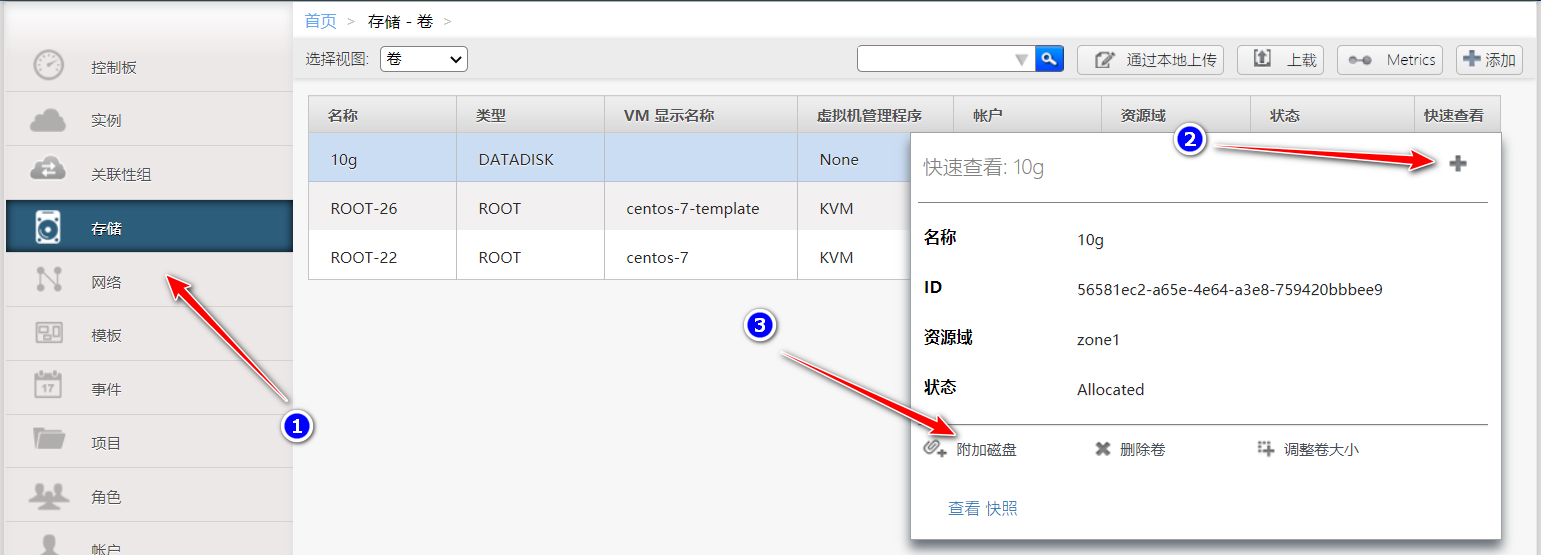 首页 > 存储 - 卷 >
选择视图: 卷 通过本地上传 上载 Metrics 添加
控制板
实例
关联性组
存储
网络
模板
17
事件
项目
角色
帐户
名称 类型 VM 显示名称 虚拟机管理程序 帐户 资源域 状态 快速查看
10g DATADISK None
ROOT-26 ROOT centos-7-template KVM
ROOT-22 ROOT centos-7 KVM
1
2
3
快速查看: 10g
名称 10g
ID 56581ec2-a65e-4e64-a3e8-759420bbbee9
资源域 zone1
状态 Allocated
附加磁盘 删除卷 调整卷大小
查看 快照